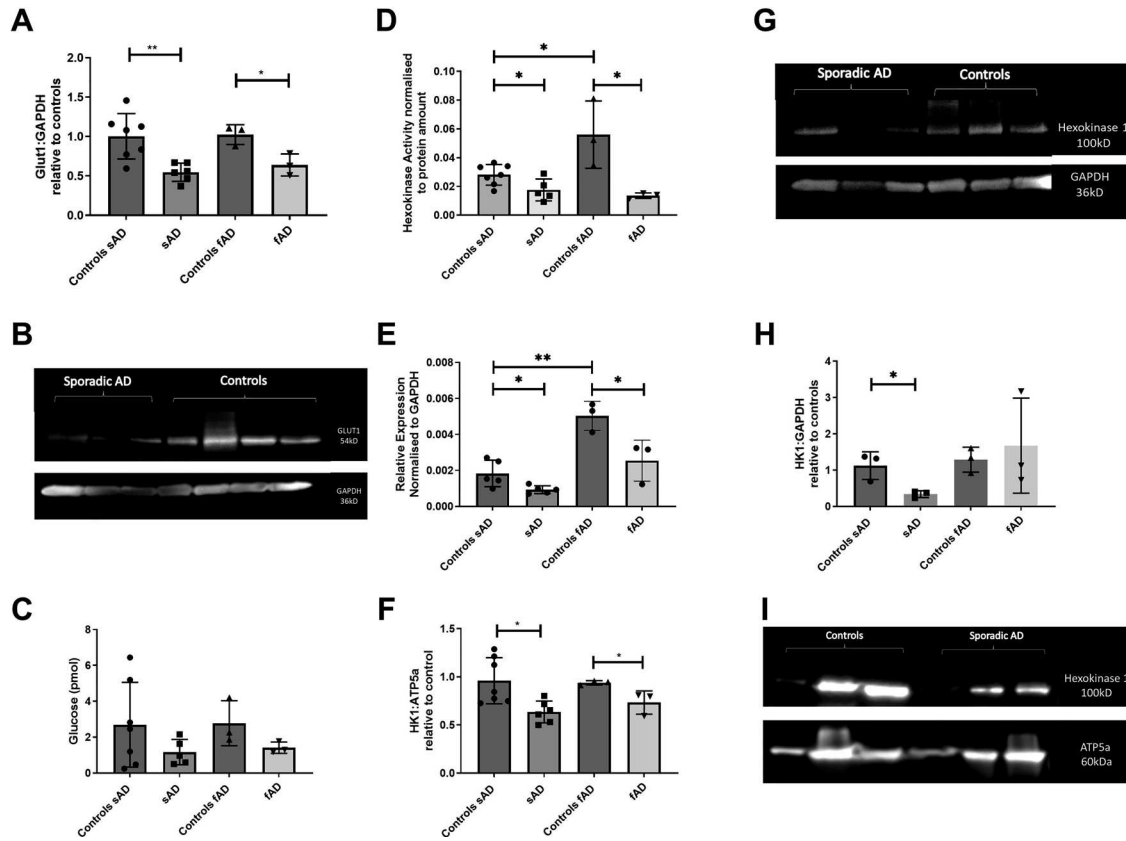 A
Glut1:GAPDH
relative to controls
2.0
1.5
1.0
0.5
0.0
**
*
Controls sAD
sAD
Controls fAD
fAD
B
Sporadic AD
Controls
GLUT1
54kD
GAPDH
36kD
C
Glucose (pmol)
8
6
4
2
0
Controls sAD
sAD
Controls fAD
fAD
D
Hexokinase Activity normalised
to protein amount
0.10
0.08
0.06
0.04
0.02
0.00
*
*
*
Controls sAD
sAD
Controls fAD
fAD
E
Relative Expression
Normalised to GAPDH
0.008
0.006
0.004
0.002
0.000
**
*
*
Controls sAD
sAD
Controls fAD
fAD
F
HK1:ATP5a
relative to control
1.5
1.0
0.5
0.0
*
*
Controls sAD
sAD
Controls fAD
fAD
G
Sporadic AD
Controls
Hexokinase 1
100kD
GAPDH
36kD
H
HK1:GAPDH
relative to controls
4
3
2
1
0
*
Controls sAD
sAD
Controls fAD
fAD
I
Controls
Sporadic AD
Hexokinase 1
100kD
ATP5a
60kDa